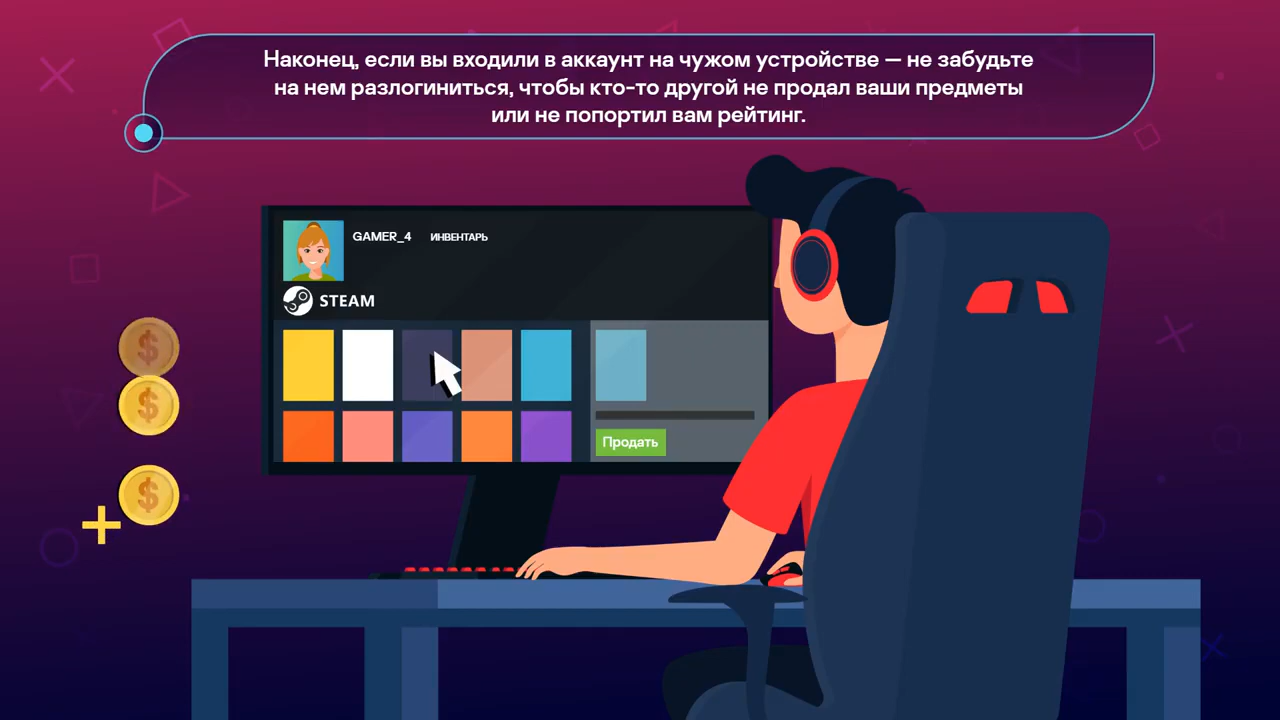 Наконец, если вы входили в аккаунт на чужом устройстве — не забудьте
на нем разлогиниться, чтобы кто-то другой не продал ваши предметы
или не попортил вам рейтинг.
GAMER_4 ИНВЕНТАРЬ
STEAM
Продать
$
$
$